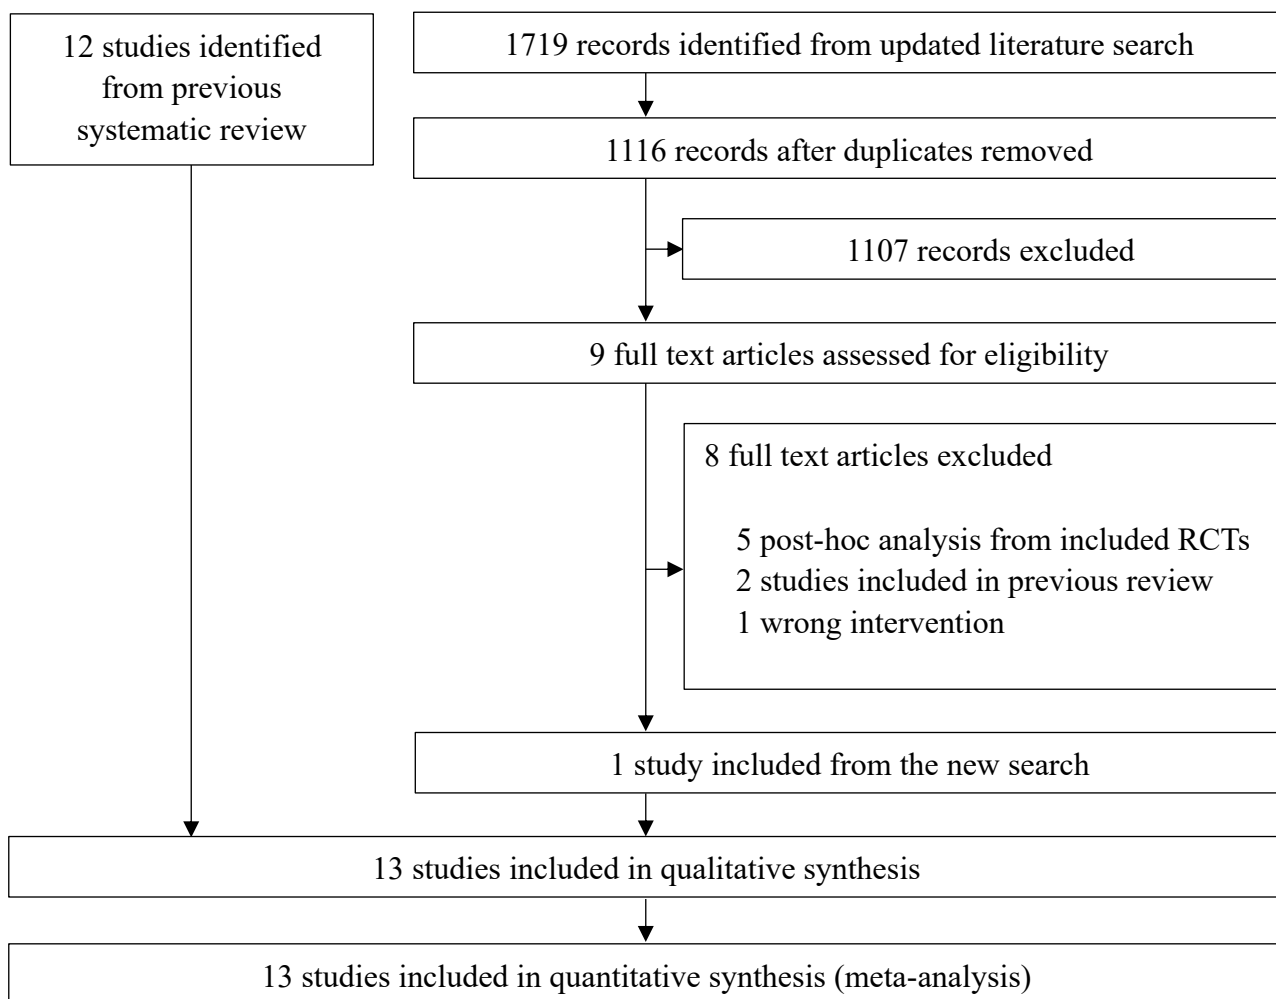 12 studies identified
from previous
systematic review
1719 records identified from updated literature search
1116 records after duplicates removed
1107 records excluded
9 full text articles assessed for eligibility
8 full text articles excluded
5 post-hoc analysis from included RCTs
2 studies included in previous review
1 wrong intervention
1 study included from the new search
13 studies included in qualitative synthesis
13 studies included in quantitative synthesis (meta-analysis)